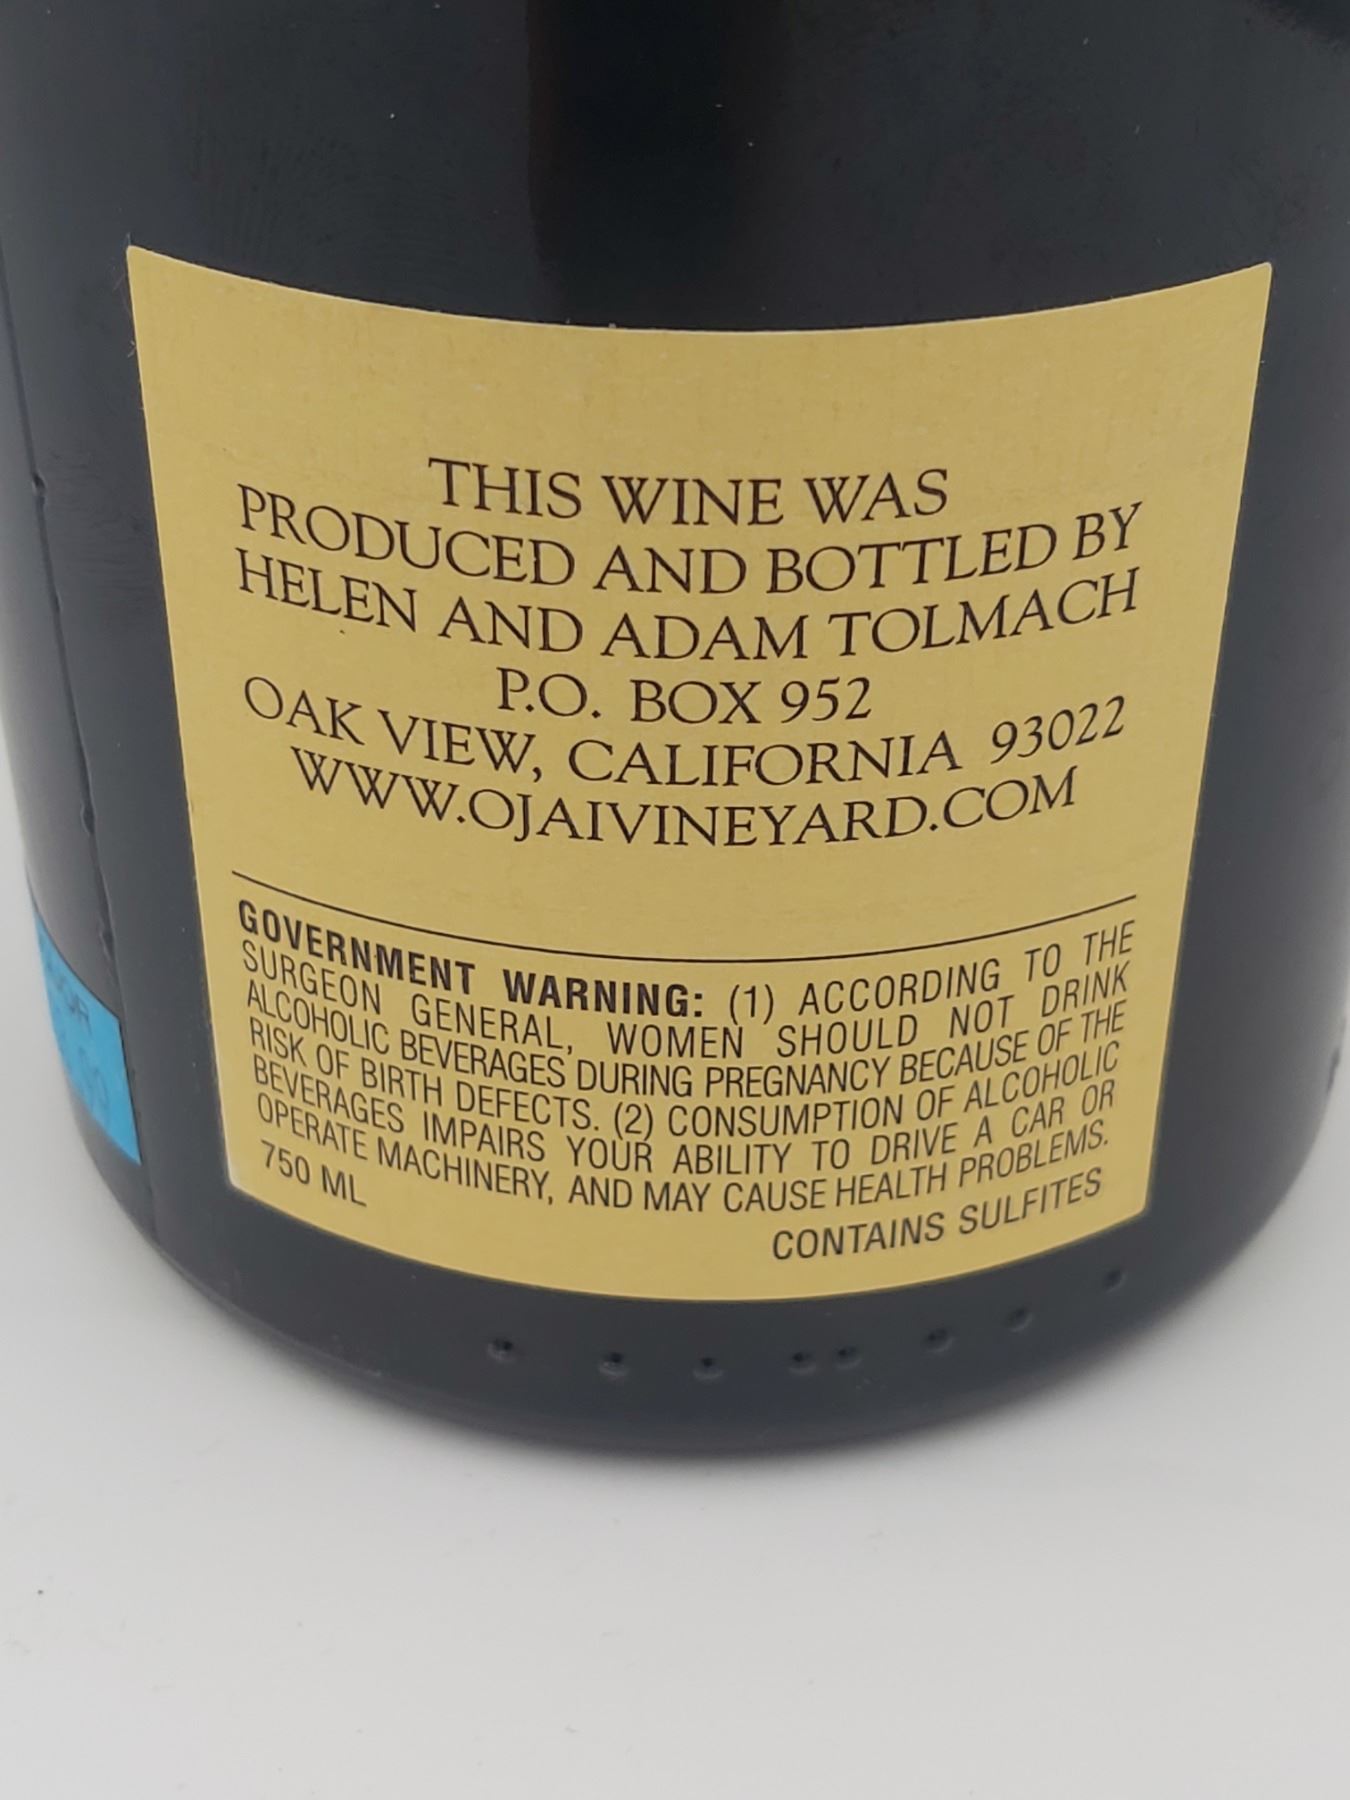 THIS WINE WAS
PRODUCED AND BOTTLED BY
HELEN AND ADAM TOLMACH
P.O. BOX 952
OAK VIEW, CALIFORNIA 93022
WWW.OJAIVINEYARD.COM
GOVERNMENT WARNING: (1) ACCORDING TO THE
SURGEON GENERAL, WOMEN SHOULD NOT DRINK
ALCOHOLIC BEVERAGES DURING PREGNANCY BECAUSE OF THE
RISK OF BIRTH DEFECTS. (2) CONSUMPTION OF ALCOHOLIC
BEVERAGES IMPAIRS YOUR ABILITY TO DRIVE A CAR OR
OPERATE MACHINERY, AND MAY CAUSE HEALTH PROBLEMS.
750 ML
CONTAINS SULFITES